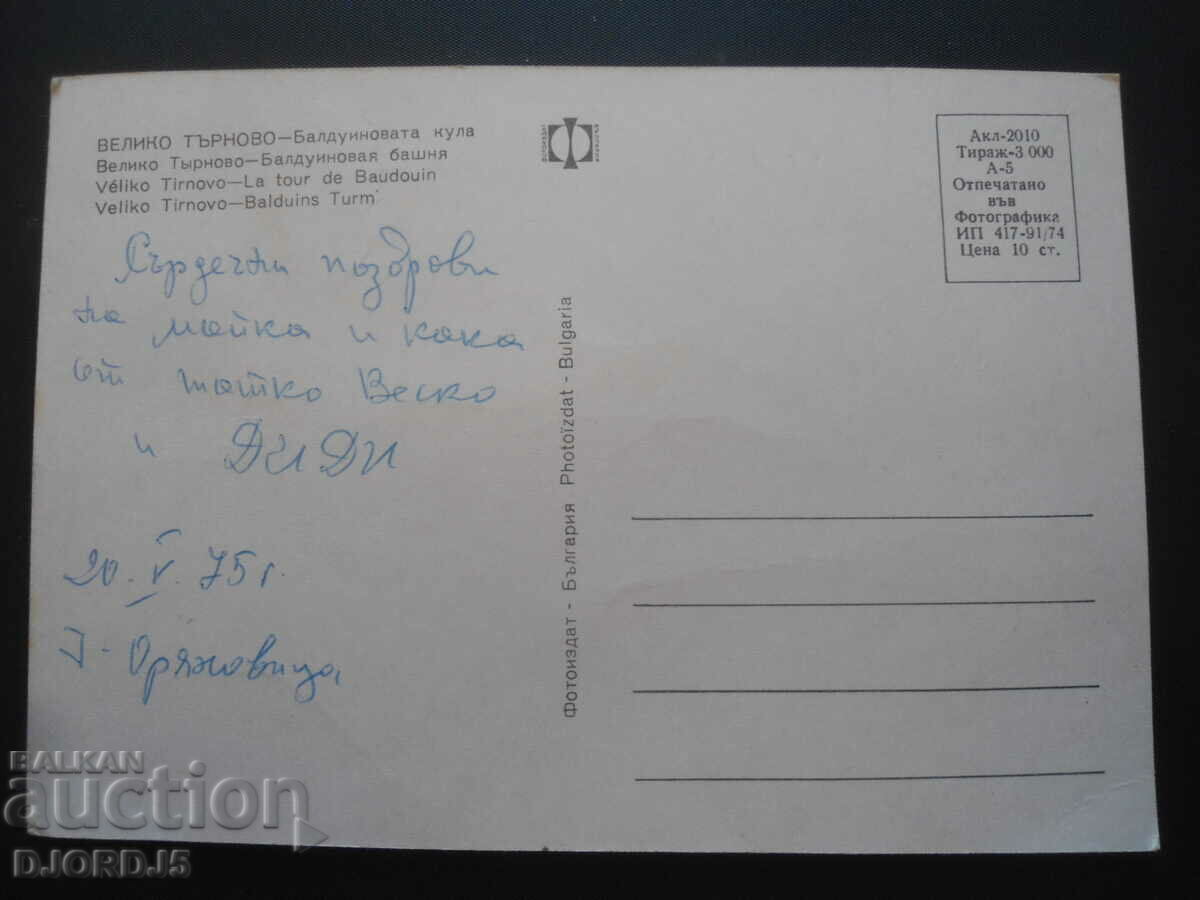 ВЕЛИКО ТЪРНОВО—Балдуиновата кула
Велико Тырново—Балдуиновая башня
Véliko Tirnovo—La tour de Baudouin
Veliko Tirnovo—Balduins Turm
Сърдечни поздрави
на майка и кака
от татко Веско
и ДИДИ
20. V. 75 г.
Г. Оряховица
Фотоиздат - България Photoïzdat - Bulgaria
Акл-2010
Тираж-3 000
А-5
Отпечатано
във
Фотографика
ИП 417-91/74
Цена 10 ст.
BALKAN
auction
DJORDJ5